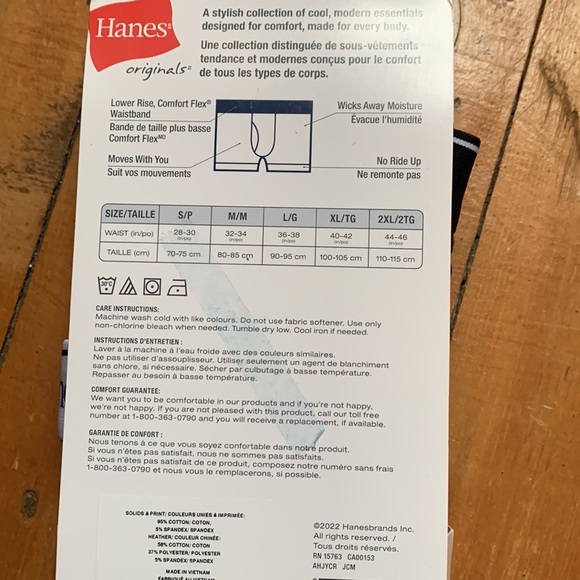 Hanes®
originals®
A stylish collection of cool, modern essentials
designed for comfort, made for every body.
Une collection distinguée de sous-vêtements
tendance et modernes conçus pour le confort
de tous les types de corps.
Lower Rise, Comfort Flex®
Waistband
Bande de taille plus basse
Comfort FlexMD
Wicks Away Moisture
Évacue l'humidité
Moves With You
Suit vos mouvements
No Ride Up
Ne remonte pas
SIZE/TAILLE S/P M/M L/G XL/TG 2XL/2TG
WAIST (in/po) 28-30 (in/po) 32-34 (in/po) 36-38 (in/po) 40-42 (in/po) 44-46 (in/po)
TAILLE (cm) 70-75 cm 80-85 cm 90-95 cm 100-105 cm 110-115 cm
30°C
CARE INSTRUCTIONS:
Machine wash cold with like colours. Do not use fabric softener. Use only
non-chlorine bleach when needed. Tumble dry low. Cool iron if needed.
INSTRUCTIONS D'ENTRETIEN :
Laver à la machine à l'eau froide avec des couleurs similaires.
Ne pas utiliser d'assouplisseur. Utiliser seulement un agent de blanchiment
sans chlore, si nécessaire. Sécher par culbutage à basse température.
Repasser au besoin à basse température.
COMFORT GUARANTEE:
We want you to be comfortable in our products and if you're not happy,
we're not happy. If you are not pleased with this product, call our toll free
number at 1-800-363-0790 and you will receive a replacement, if available.
GARANTIE DE CONFORT :
Nous tenons à ce que vous soyez confortable dans notre produit.
Si vous n'êtes pas satisfait, nous ne sommes pas satisfaits.
Si vous n'êtes pas satisfait de ce produit, composez notre numéro sans frais
1-800-363-0790 et nous vous le remplacerons, si possible.
SOLIDS & PRINT/ COULEURS UNIES & IMPRIMÉE:
95% COTTON/ COTON,
5% SPANDEX/ SPANDEX
HEATHER/ COULEUR CHINÉE:
58% COTTON/ COTON,
37% POLYESTER/ POLYESTER
5% SPANDEX/ SPANDEX
MADE IN VIETNAM
FABRIQUÉ AU VIETNAM
©2022 Hanesbrands Inc.
All rights reserved. /
Tous droits réservés.
RN 15763 CA00153
AHJYCR JCM